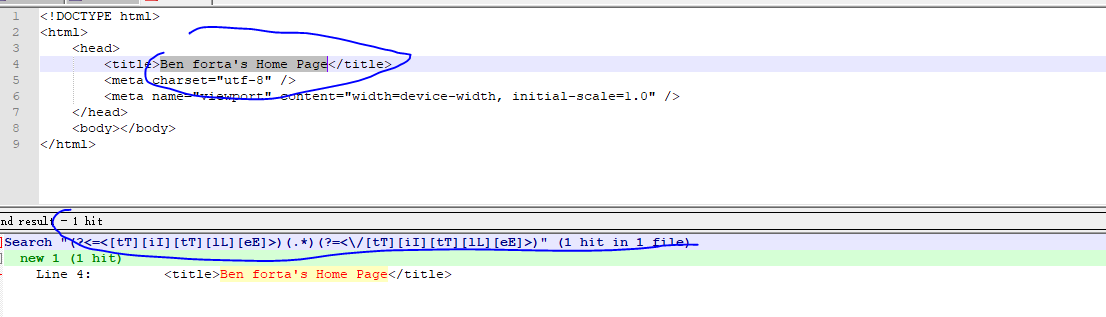 1 <!DOCTYPE html>
2 <html>
3 <head>
4 <title>Ben forta's Home Page</title>
5 <meta charset="utf-8" />
6 <meta name="viewport" content="width=device-width, initial-scale=1.0" />
7 </head>
8 <body></body>
9 </html>
nd result - 1 hit
Search "(?<=<[tT][iI][tT][lL][eE]>)(.*)(?=<\/[tT][iI][tT][lL][eE]>)" (1 hit in 1 file)
new 1 (1 hit)
Line 4: <title>Ben forta's Home Page</title>